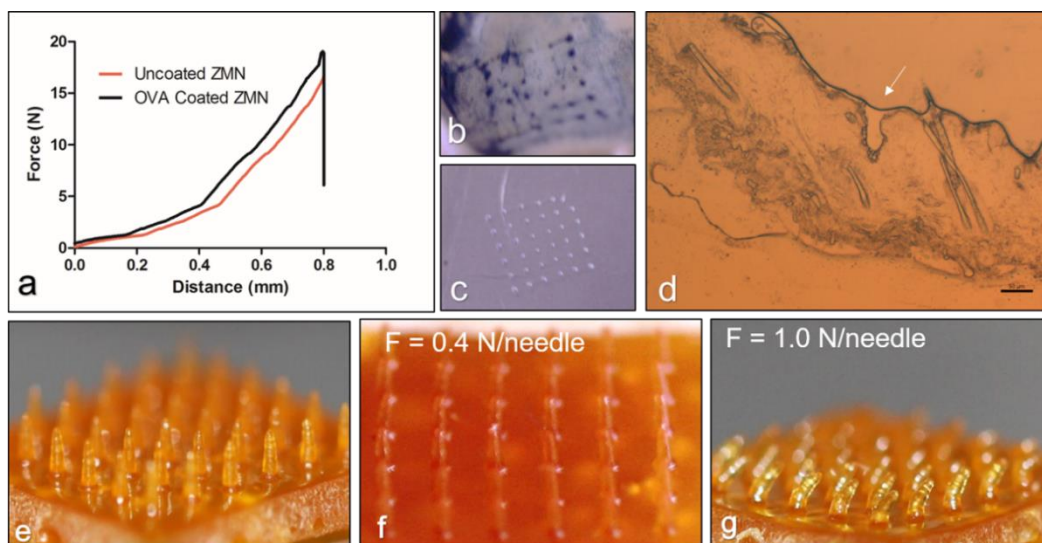 20
15
10
5
0
Force (N)
Uncoated ZMN
OVA Coated ZMN
0.0 0.2 0.4 0.6 0.8 1.0
Distance (mm)
a
b
c
d
e
F = 0.4 N/needle
f
F = 1.0 N/needle
g